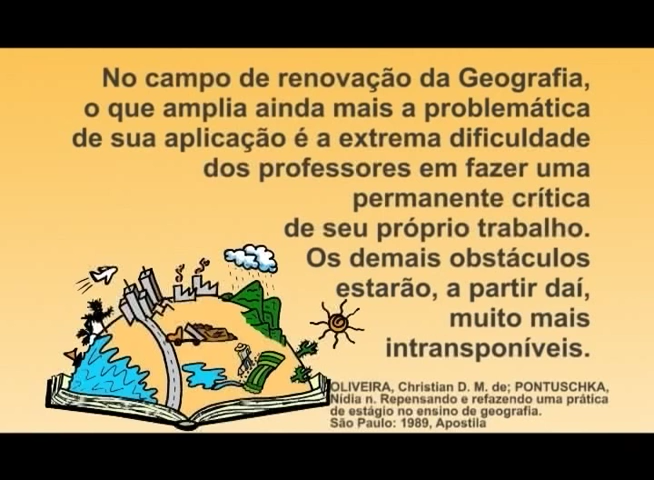 No campo de renovação da Geografia,
o que amplia ainda mais a problemática
de sua aplicação é a extrema dificuldade
dos professores em fazer uma
permanente crítica
de seu próprio trabalho.
Os demais obstáculos
estarão, a partir daí,
muito mais
intransponíveis.
OLIVEIRA, Christian D. M. de; PONTUSCHKA,
Nídia n. Repensando e refazendo uma prática
de estágio no ensino de geografia.
São Paulo: 1989, Apostila